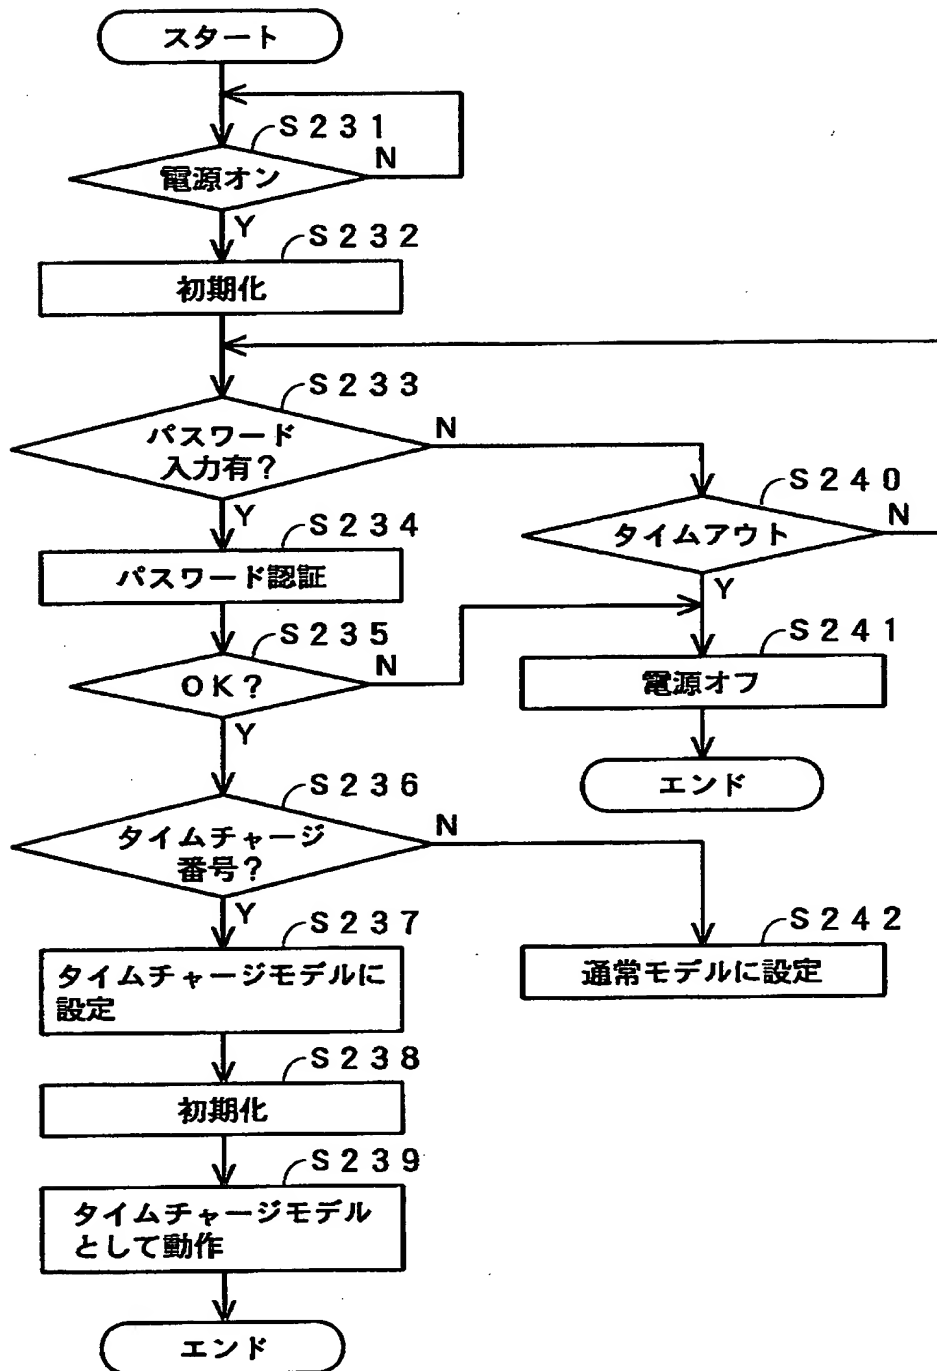 スタート
S231
電源オン
N
Y
S232
初期化
S233
パスワード
入力有?
N
Y
S240
タイムアウト
N
Y
S234
パスワード認証
S235
OK?
N
Y
S241
電源オフ
エンド
S236
タイムチャージ
番号?
N
Y
S237
タイムチャージモデルに
設定
S242
通常モデルに設定
S238
初期化
S239
タイムチャージモデル
として動作
エンド